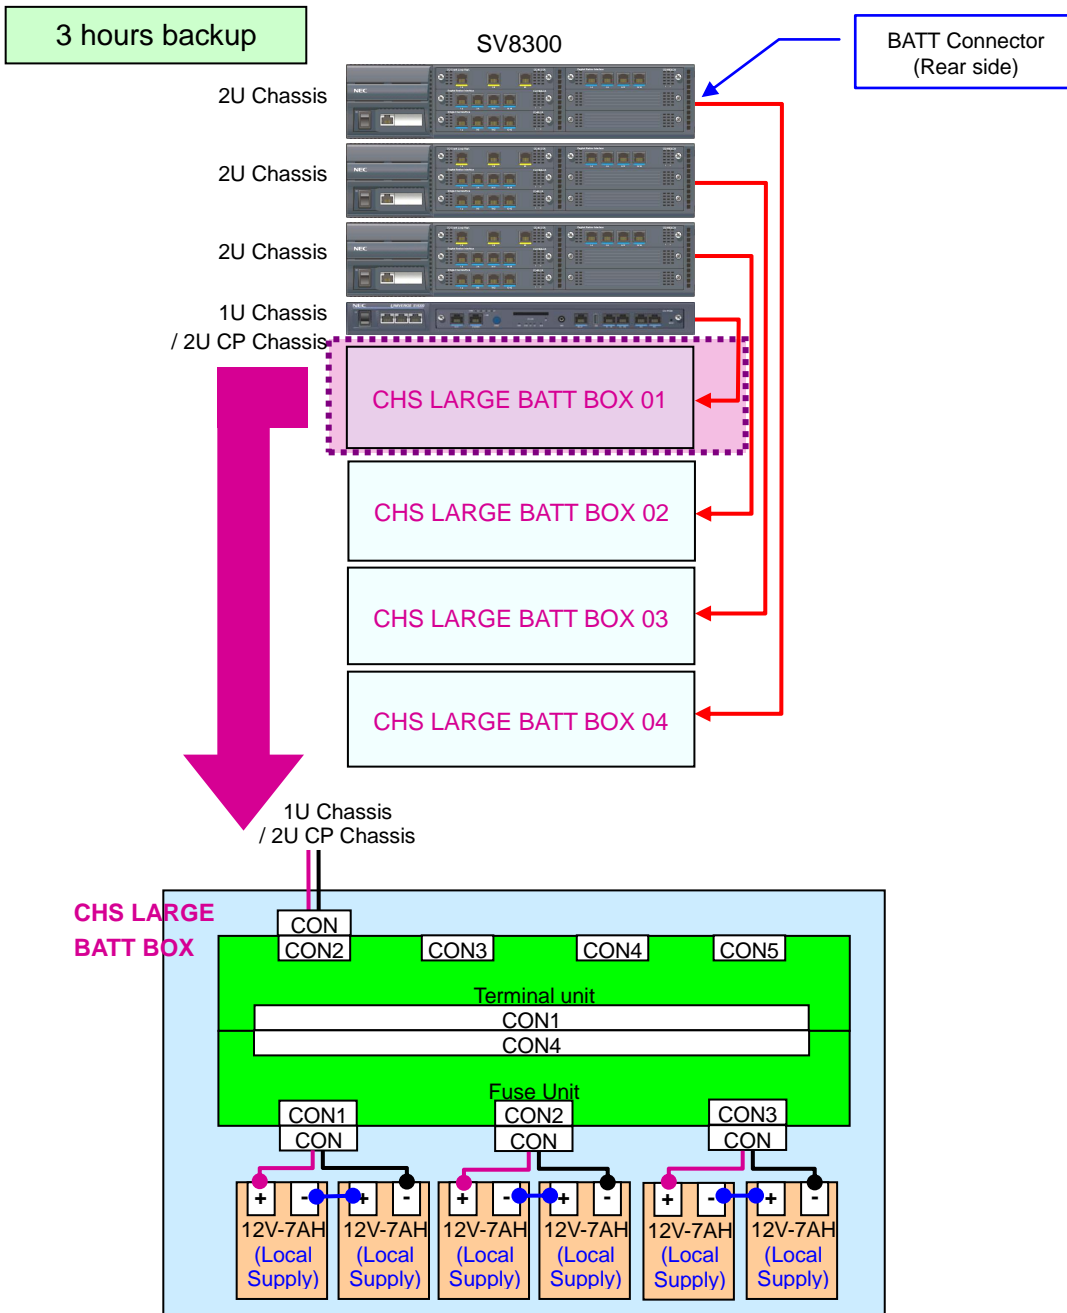 3 hours backup
SV8300
BATT Connector
(Rear side)
2U Chassis
2U Chassis
2U Chassis
1U Chassis
/ 2U CP Chassis
NEC
NEC
NEC
NEC
CHS LARGE BATT BOX 01
CHS LARGE BATT BOX 02
CHS LARGE BATT BOX 03
CHS LARGE BATT BOX 04
1U Chassis
/ 2U CP Chassis
CHS LARGE
BATT BOX
CON
CON2 CON3 CON4 CON5
Terminal unit
CON1
CON4
Fuse Unit
CON1 CON2 CON3
CON CON CON
+ - + - + - + - + - + -
12V-7AH 12V-7AH 12V-7AH 12V-7AH 12V-7AH 12V-7AH
(Local (Local (Local (Local (Local (Local
Supply) Supply) Supply) Supply) Supply) Supply)